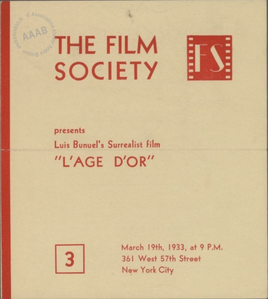 AAAB
THE FILM
SOCIETY
FS
presents
Luis Bunuel's Surrealist film
"L'AGE D'OR"
3
March 19th, 1933, at 9 P.M.
361 West 57th Street
New York City